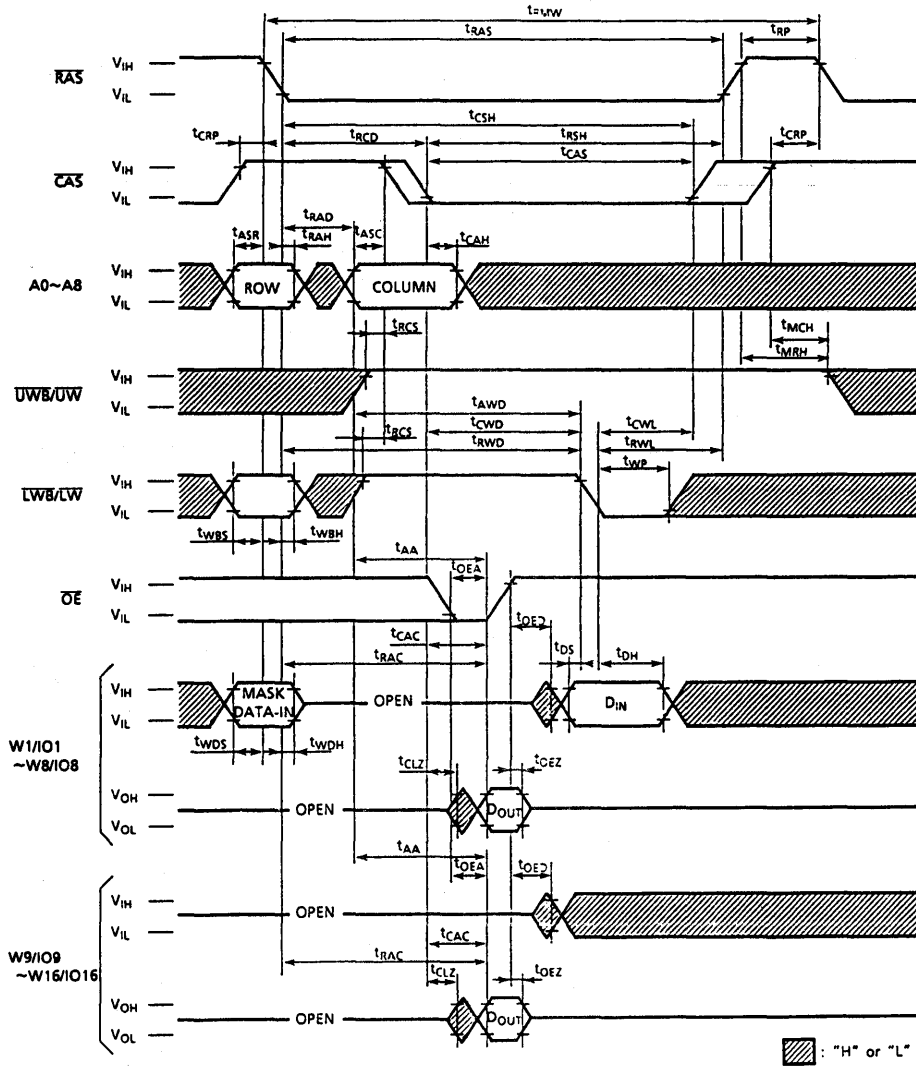 tRAS
tRP
RAS
VIH
VIL
tCSH
tCRP
tRCD
tRSH
tCRP
tCAS
CAS
VIH
VIL
tRAD
tASR
tRAH
tASC
tCAH
A0~A8
VIH
VIL
ROW
COLUMN
tRCS
tMCH
tMRH
UWB/UW
VIH
VIL
tAWD
tCWD
tCWL
tRCS
tRWD
tRWL
tWP
LWB/LW
VIH
VIL
tWBS
tWBH
tAA
tOEA
OE
VIH
VIL
tOED
tCAC
tDS
tDH
tRAC
W1/IO1
~W8/IO8
VIH
VIL
MASK
DATA-IN
OPEN
DIN
tWDS
tWDH
tCLZ
tOEZ
VOH
VOL
OPEN
DOUT
tAA
tOEA
tOED
W9/IO9
~W16/IO16
VIH
VIL
OPEN
tCAC
tRAC
tCLZ
tOEZ
VOH
VOL
OPEN
DOUT
: "H" or "L"